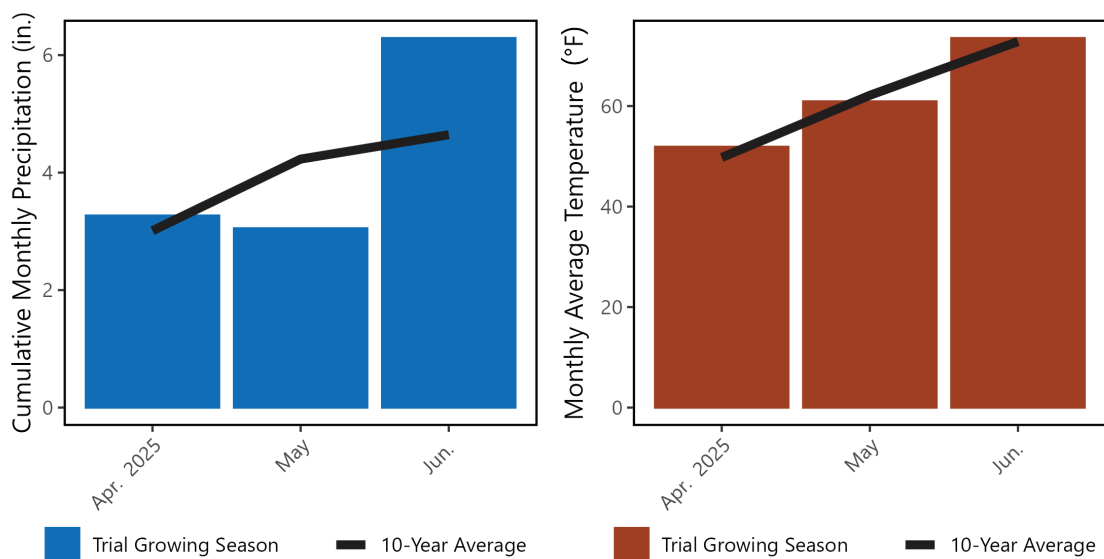 Cumulative Monthly Precipitation (in.)
6
4
2
0
Apr. 2025
May
Jun.
Trial Growing Season
10-Year Average
Monthly Average Temperature (°F)
60
40
20
0
Apr. 2025
May
Jun.
Trial Growing Season
10-Year Average